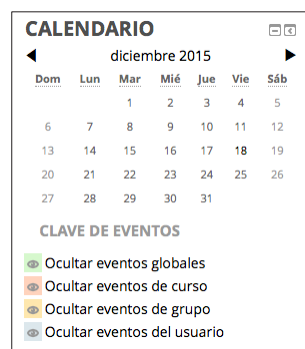 CALENDARIO
diciembre 2015
Dom Lun Mar Mié Jue Vie Sáb
1 2 3 4 5
6 7 8 9 10 11 12
13 14 15 16 17 18 19
20 21 22 23 24 25 26
27 28 29 30 31
CLAVE DE EVENTOS
Ocultar eventos globales
Ocultar eventos de curso
Ocultar eventos de grupo
Ocultar eventos del usuario